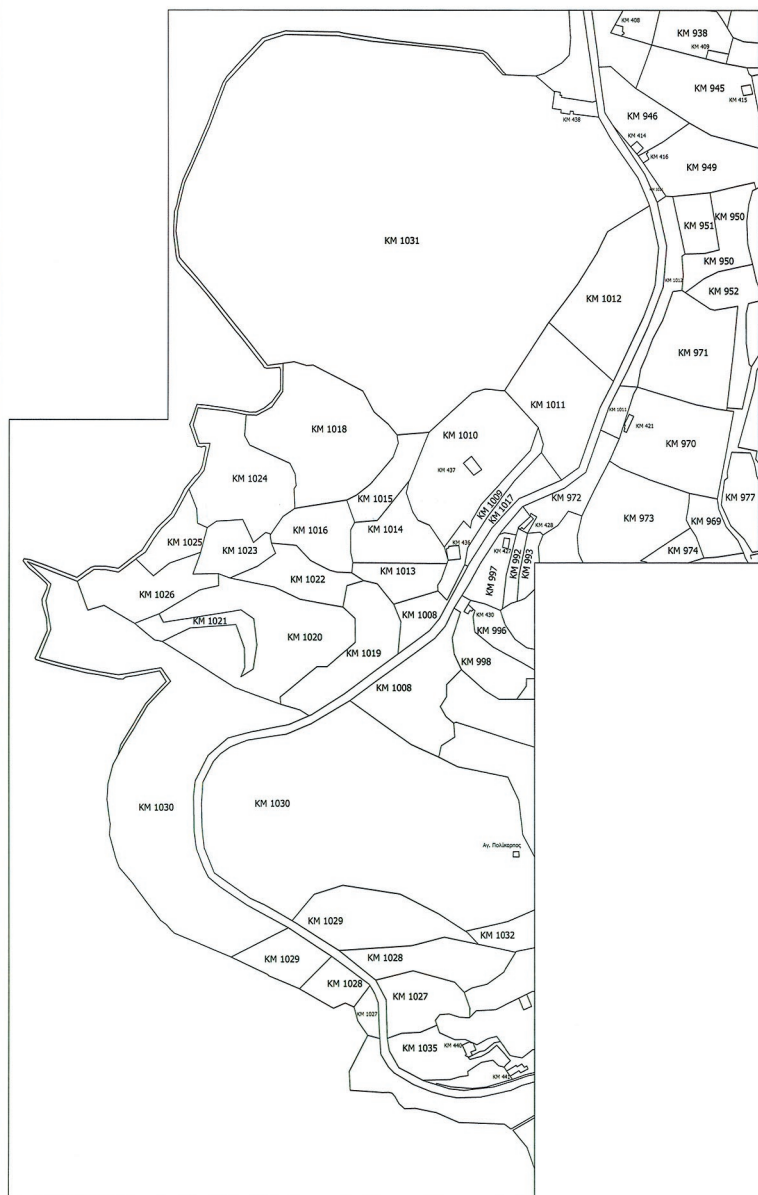 KM 408
KM 938
KM 409
KM 945
KM 415
KM 438
KM 946
KM 414
KM 416
KM 949
KM 951
KM 950
KM 950
KM 1031
KM 1012
KM 1012
KM 952
KM 971
KM 1011
KM 1011
KM 421
KM 970
KM 1018
KM 1010
KM 437
KM 1024
KM 1015
KM 1009
KM 1017
KM 972
KM 977
KM 1016
KM 1014
KM 428
KM 973
KM 969
KM 1025
KM 1023
KM 436
KM 974
KM 1013
KM 997
KM 992
KM 993
KM 1022
KM 1026
KM 1021
KM 1020
KM 1008
KM 430
KM 996
KM 1019
KM 998
KM 1008
KM 1030
KM 1030
Αγ. Πολύκαρπος
KM 1029
KM 1032
KM 1029
KM 1028
KM 1028
KM 1027
KM 1027
KM 1035
KM 440